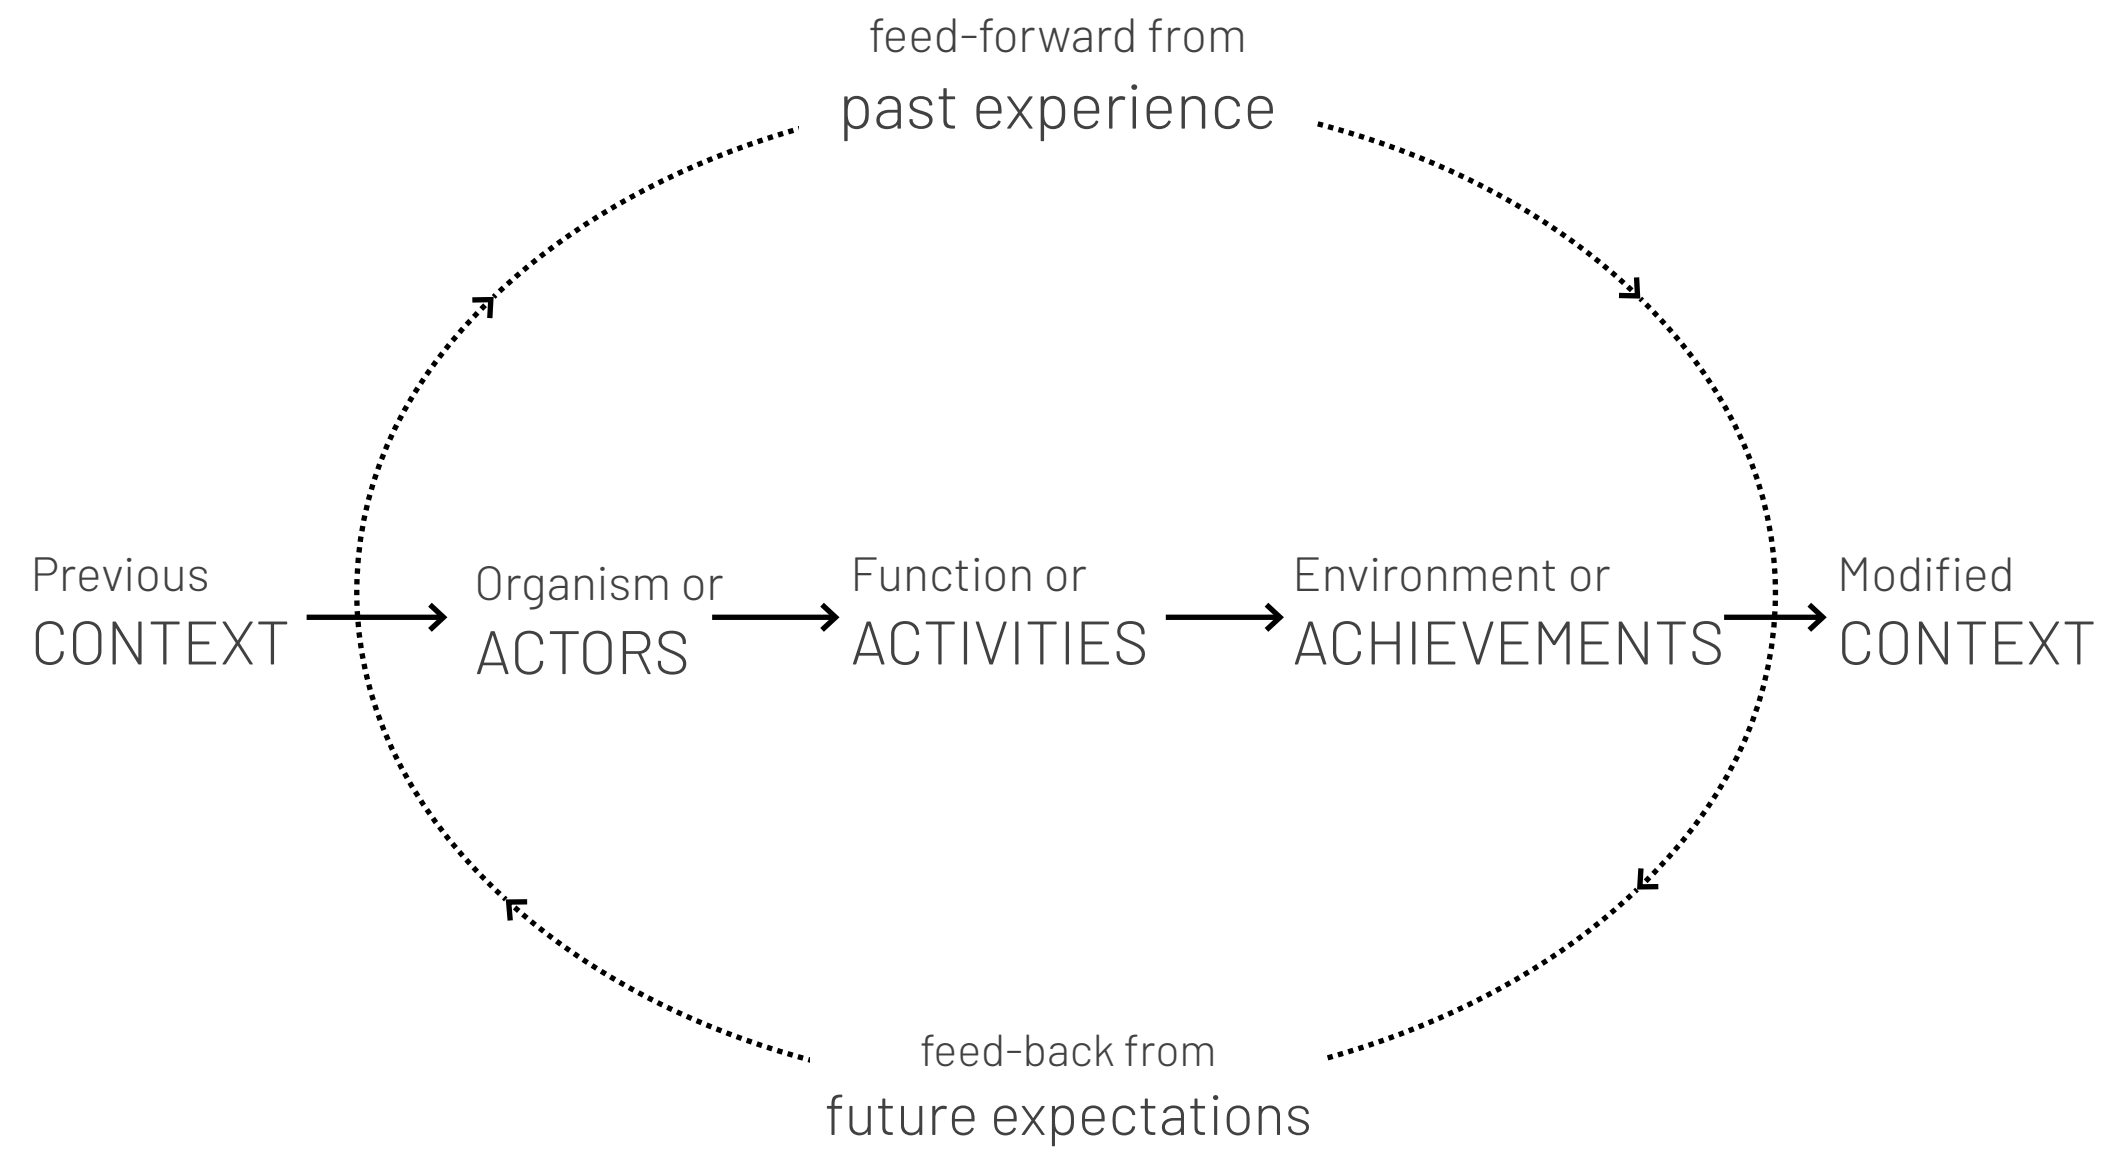 feed-forward from
past experience
Previous
CONTEXT
Organism or
ACTORS
Function or
ACTIVITIES
Environment or
ACHIEVEMENTS
Modified
CONTEXT
feed-back from
future expectations